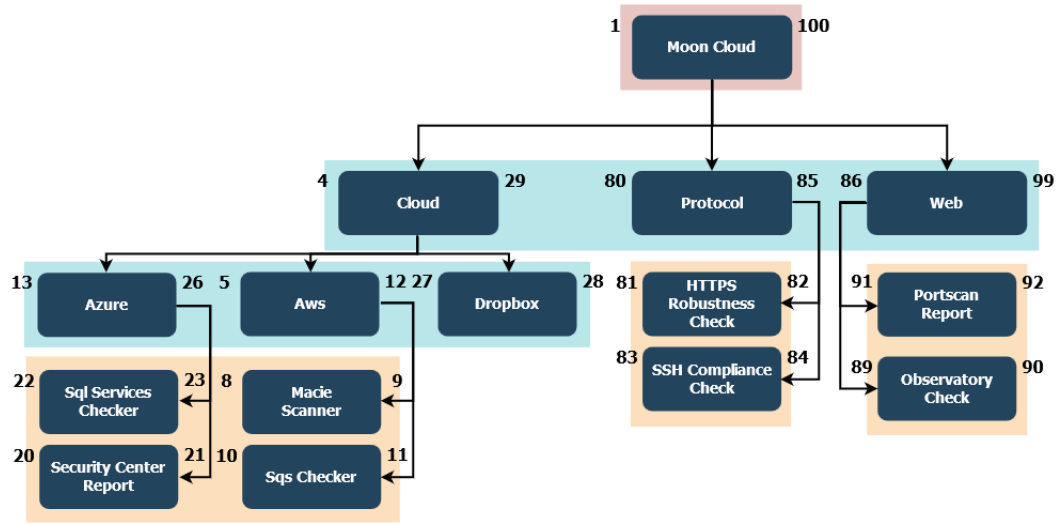 1 Moon Cloud 100
4 Cloud 29
80 Protocol 85
86 Web 99
13 Azure 26
5 Aws 12
27 Dropbox 28
81 HTTPS 82
Robustness
Check
91 Portscan 92
Report
83 SSH Compliance 84
Check
89 Observatory 90
Check
22 Sql Services 23
Checker
8 Macie 9
Scanner
20 Security Center 21
Report
10 Sqs Checker 11